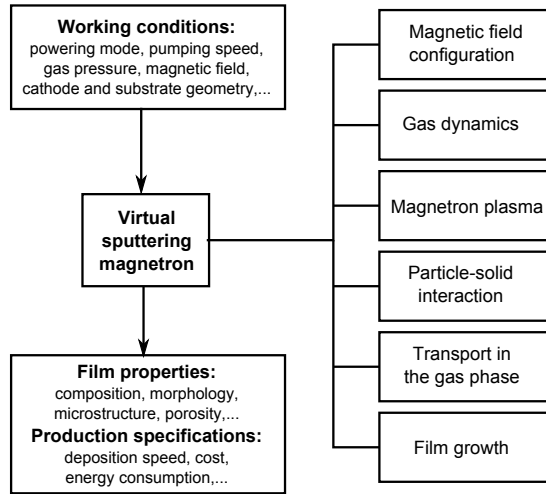 Working conditions:
powering mode, pumping speed,
gas pressure, magnetic field,
cathode and substrate geometry,...
Virtual
sputtering
magnetron
Film properties:
composition, morphology,
microstructure, porosity,...
Production specifications:
deposition speed, cost,
energy consumption,...
Magnetic field
configuration
Gas dynamics
Magnetron plasma
Particle-solid
interaction
Transport in
the gas phase
Film growth